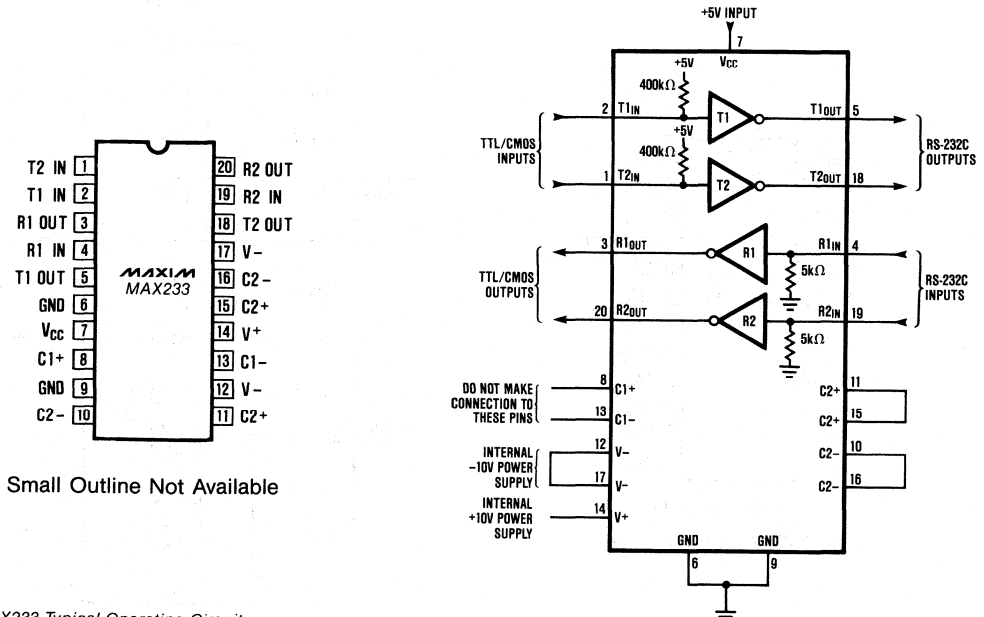 T2 IN 1
T1 IN 2
R1 OUT 3
R1 IN 4
T1 OUT 5
GND 6
VCC 7
C1+ 8
GND 9
C2- 10
MAXIM
MAX233
20 R2 OUT
19 R2 IN
18 T2 OUT
17 V-
16 C2-
15 C2+
14 V+
13 C1-
12 V-
11 C2+
Small Outline Not Available
+5V INPUT
7
VCC
+5V
400kΩ
2 T1IN
T1
T1OUT 5
+5V
TTL/CMOS
INPUTS
400kΩ
RS-232C
OUTPUTS
1 T2IN
T2
T2OUT 18
3 R1OUT
R1
R1IN 4
5kΩ
TTL/CMOS
OUTPUTS
RS-232C
INPUTS
20 R2OUT
R2
R2IN 19
5kΩ
DO NOT MAKE
CONNECTION TO
THESE PINS
8 C1+
13 C1-
C2+ 11
C2+ 15
INTERNAL
-10V POWER
SUPPLY
12 V-
17 V-
C2- 10
C2- 16
INTERNAL
+10V POWER
SUPPLY
14 V+
GND
6
GND
9
X233 Typical Operating Circuit